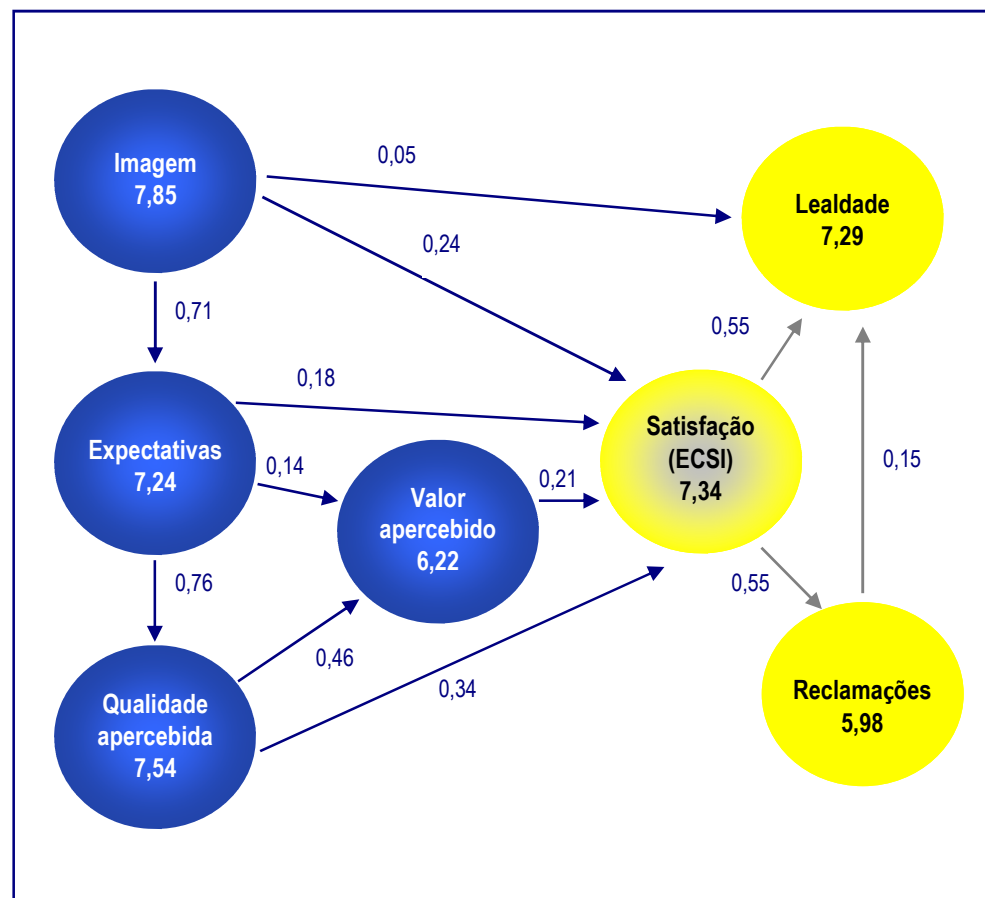 Imagem
7,85
0,05
Lealdade
7,29
0,24
0,71
0,55
0,18
Expectativas
7,24
0,14
Valor
apercebido
6,22
0,21
Satisfação
(ECSI)
7,34
0,15
0,76
0,55
0,46
0,34
Qualidade
apercebida
7,54
Reclamações
5,98